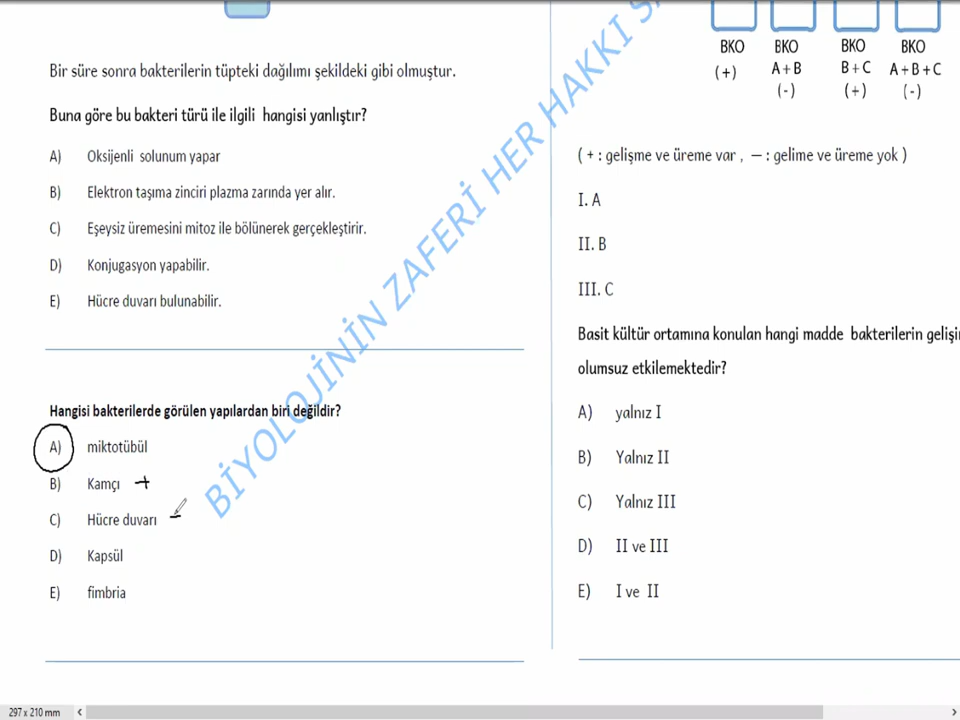 Bir süre sonra bakterilerin tüpteki dağılımı şekildeki gibi olmuştur.
Buna göre bu bakteri türü ile ilgili hangisi yanlıştır?
A) Oksijenli solunum yapar
B) Elektron taşıma zinciri plazma zarında yer alır.
C) Eşeysiz üremesini mitoz ile bölünerek gerçekleştirir.
D) Konjugasyon yapabilir.
E) Hücre duvarı bulunabilir.
Hangisi bakterilerde görülen yapılardan biri değildir?
A) miktotübül
B) Kamçı +
C) Hücre duvarı –
D) Kapsül
E) fimbria
BİYOLOJİNİN ZAFERİ HER HAKKI
BKO BKO BKO BKO
(+) A+B B+C A+B+C
(-) (+) (-)
( + : gelişme ve üreme var , — : gelime ve üreme yok )
I. A
II. B
III. C
Basit kültür ortamına konulan hangi madde bakterilerin
olumsuz etkilemektedir?
A) yalnız I
B) Yalnız II
C) Yalnız III
D) II ve III
E) I ve II
297 x 210 mm